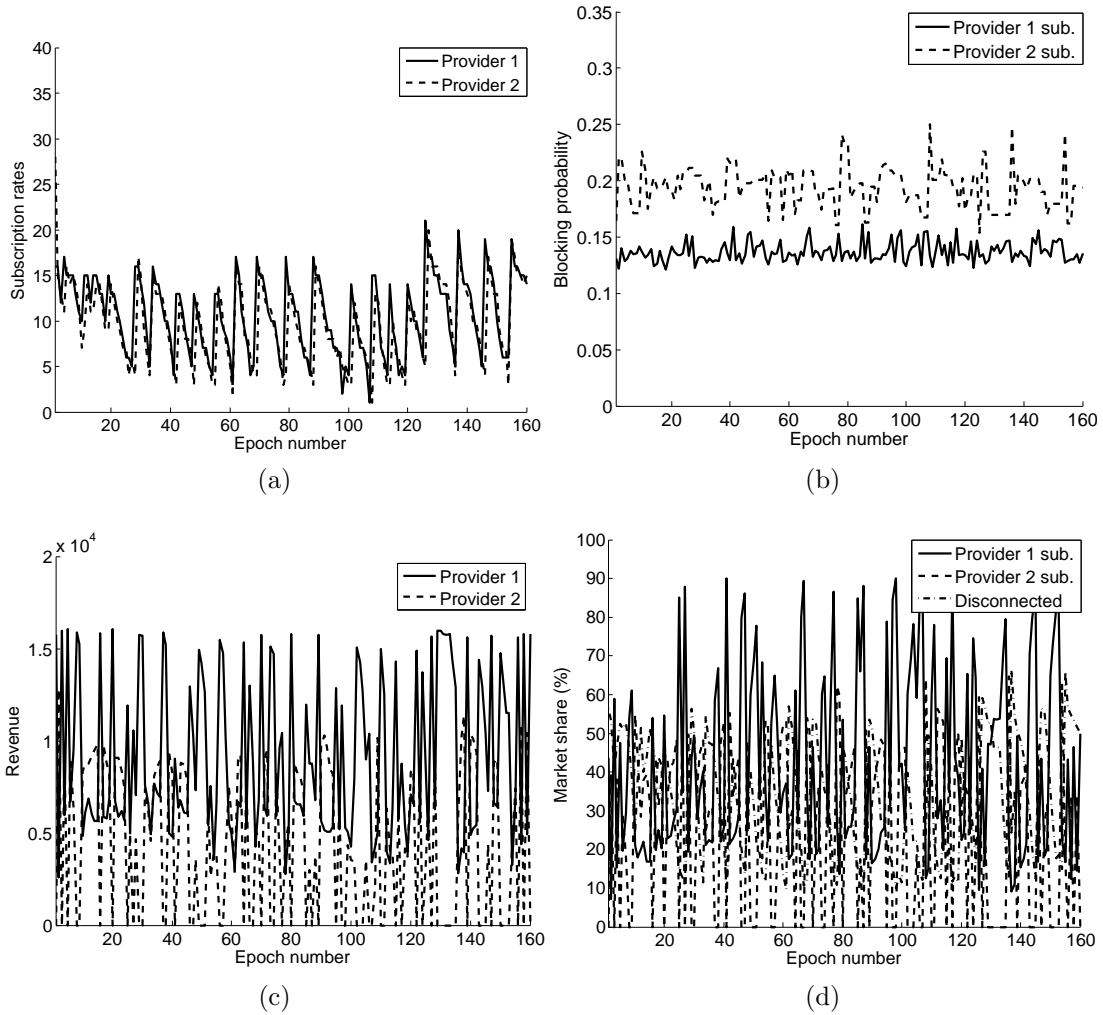 40
35
30
25
20
15
10
5
0
Subscription rates
Provider 1
Provider 2
20 40 60 80 100 120 140 160
Epoch number
(a)
0.35
0.3
0.25
0.2
0.15
0.1
0.05
0
Blocking probability
Provider 1 sub.
Provider 2 sub.
20 40 60 80 100 120 140 160
Epoch number
(b)
x 10^4
2
1.5
1
0.5
0
Revenue
Provider 1
Provider 2
20 40 60 80 100 120 140 160
Epoch number
(c)
100
90
80
70
60
50
40
30
20
10
0
Market share (%)
Provider 1 sub.
Provider 2 sub.
Disconnected
20 40 60 80 100 120 140 160
Epoch number
(d)